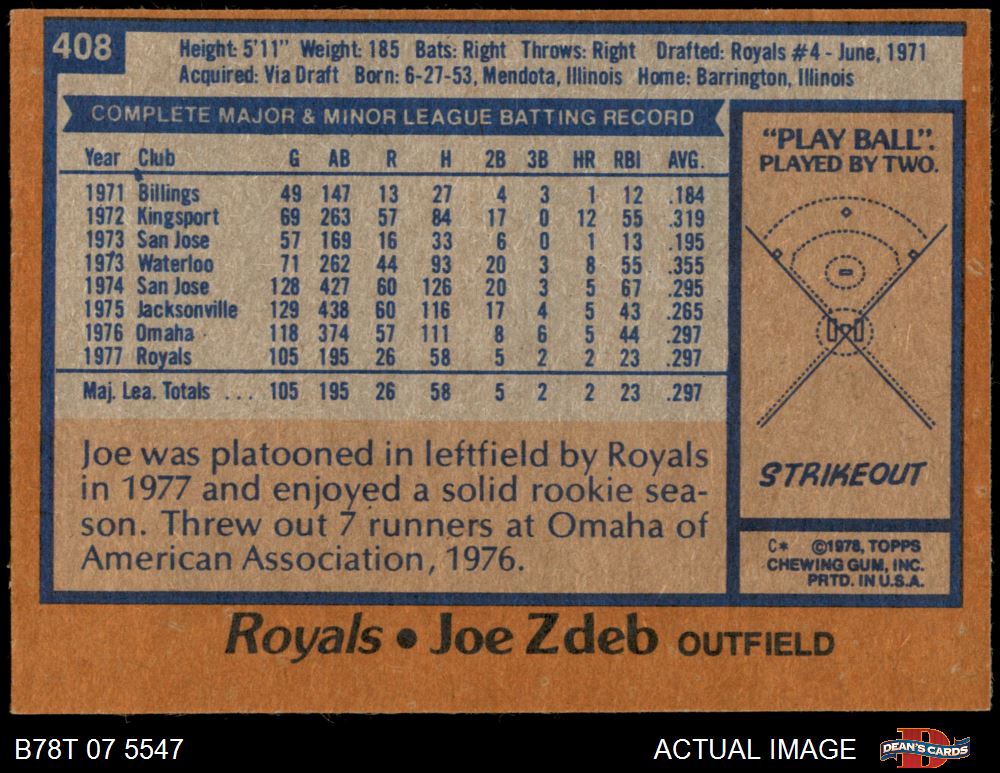 408
Height: 5'11" Weight: 185 Bats: Right Throws: Right Drafted: Royals #4 - June, 1971
Acquired: Via Draft Born: 6-27-53, Mendota, Illinois Home: Barrington, Illinois
COMPLETE MAJOR & MINOR LEAGUE BATTING RECORD
Year Club G AB R H 2B 3B HR RBI AVG.
1971 Billings 49 147 13 27 4 3 1 12 .184
1972 Kingsport 69 263 57 84 17 0 12 55 .319
1973 San Jose 57 169 16 33 6 0 1 13 .195
1973 Waterloo 71 262 44 93 20 3 8 55 .355
1974 San Jose 128 427 60 126 20 3 5 67 .295
1975 Jacksonville 129 438 60 116 17 4 5 43 .265
1976 Omaha 118 374 57 111 8 6 5 44 .297
1977 Royals 105 195 26 58 5 2 2 23 .297
Maj. Lea. Totals ... 105 195 26 58 5 2 2 23 .297
Joe was platooned in leftfield by Royals
in 1977 and enjoyed a solid rookie sea-
son. Threw out 7 runners at Omaha of
American Association, 1976.
"PLAY BALL".
PLAYED BY TWO.
STRIKEOUT
C* ©1978, TOPPS
CHEWING GUM, INC.
PRTD. IN U.S.A.
Royals • Joe Zdeb OUTFIELD
B78T 07 5547
ACTUAL IMAGE
DEAN'S CARDS